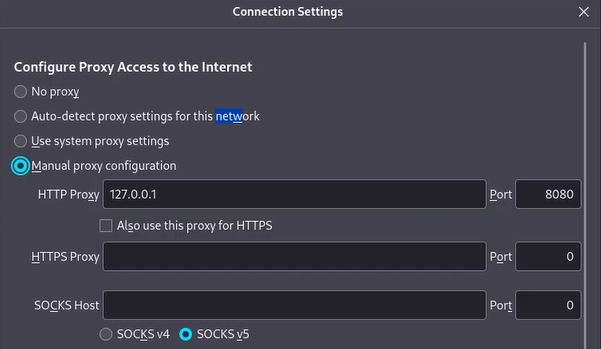 Connection Settings
Configure Proxy Access to the Internet
No proxy
Auto-detect proxy settings for this network
Use system proxy settings
Manual proxy configuration
HTTP Proxy 127.0.0.1 Port 8080
Also use this proxy for HTTPS
HTTPS Proxy Port 0
SOCKS Host Port 0
SOCKS v4 SOCKS v5